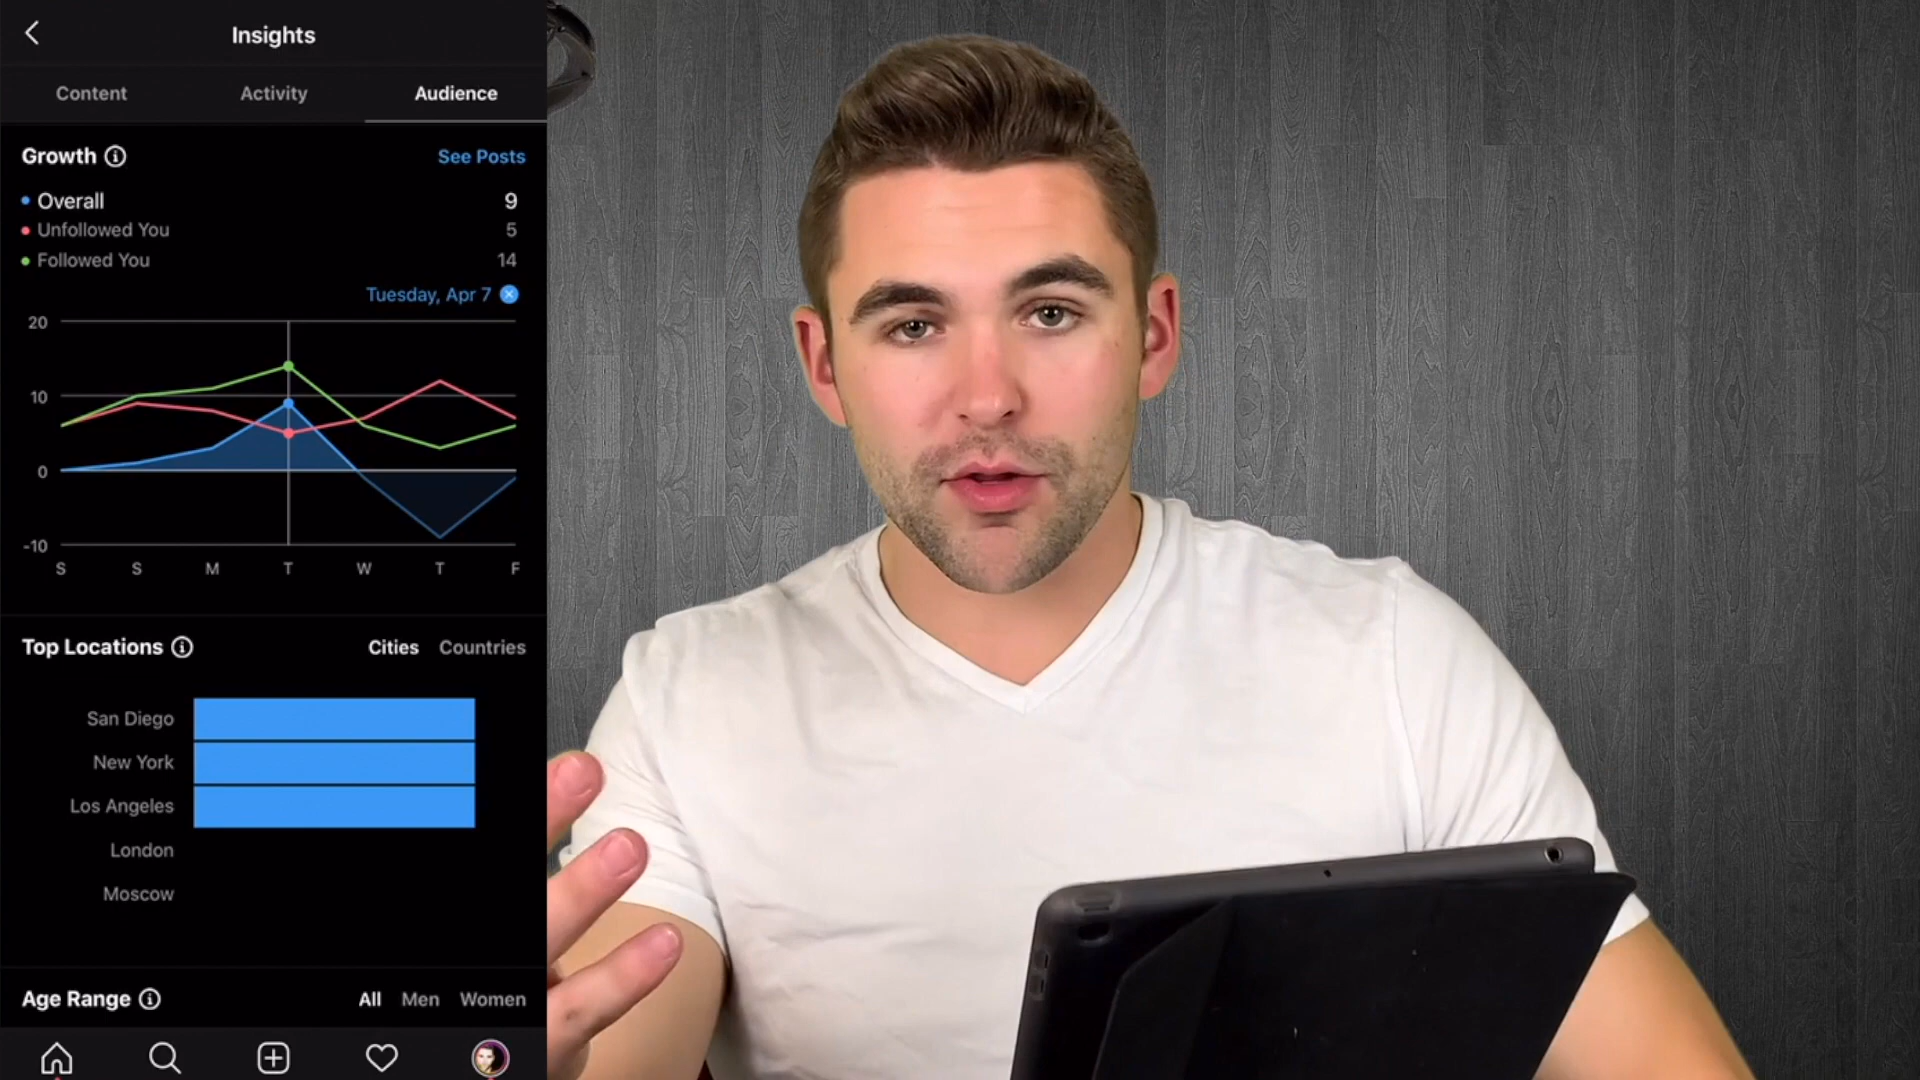 Insights
Content Activity Audience
Growth See Posts
Overall 9
Unfollowed You 5
Followed You 14
Tuesday, Apr 7
20
10
0
-10
S S M T W T F
Top Locations Cities Countries
San Diego
New York
Los Angeles
London
Moscow
Age Range All Men Women